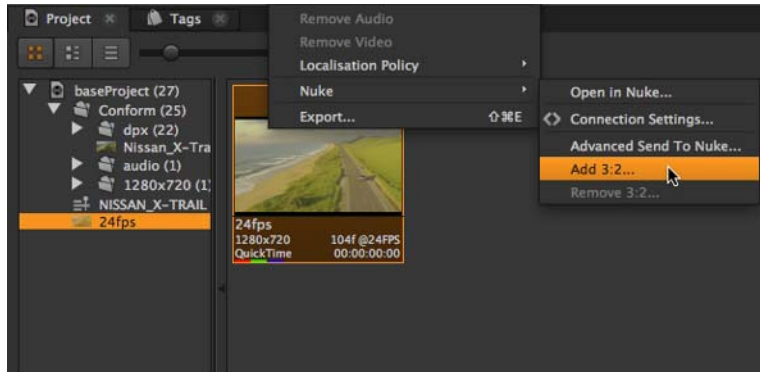 Project
Tags
Remove Audio
Remove Video
Localisation Policy
Nuke
Export... ⇧⌘E
Open in Nuke...
Connection Settings...
Advanced Send To Nuke...
Add 3:2...
Remove 3:2...
baseProject (27)
Conform (25)
dpx (22)
Nissan_X-Tra
audio (1)
1280x720 (1)
NISSAN_X-TRAIL
24fps
24fps
1280x720 104f @24FPS
QuickTime 00:00:00:00